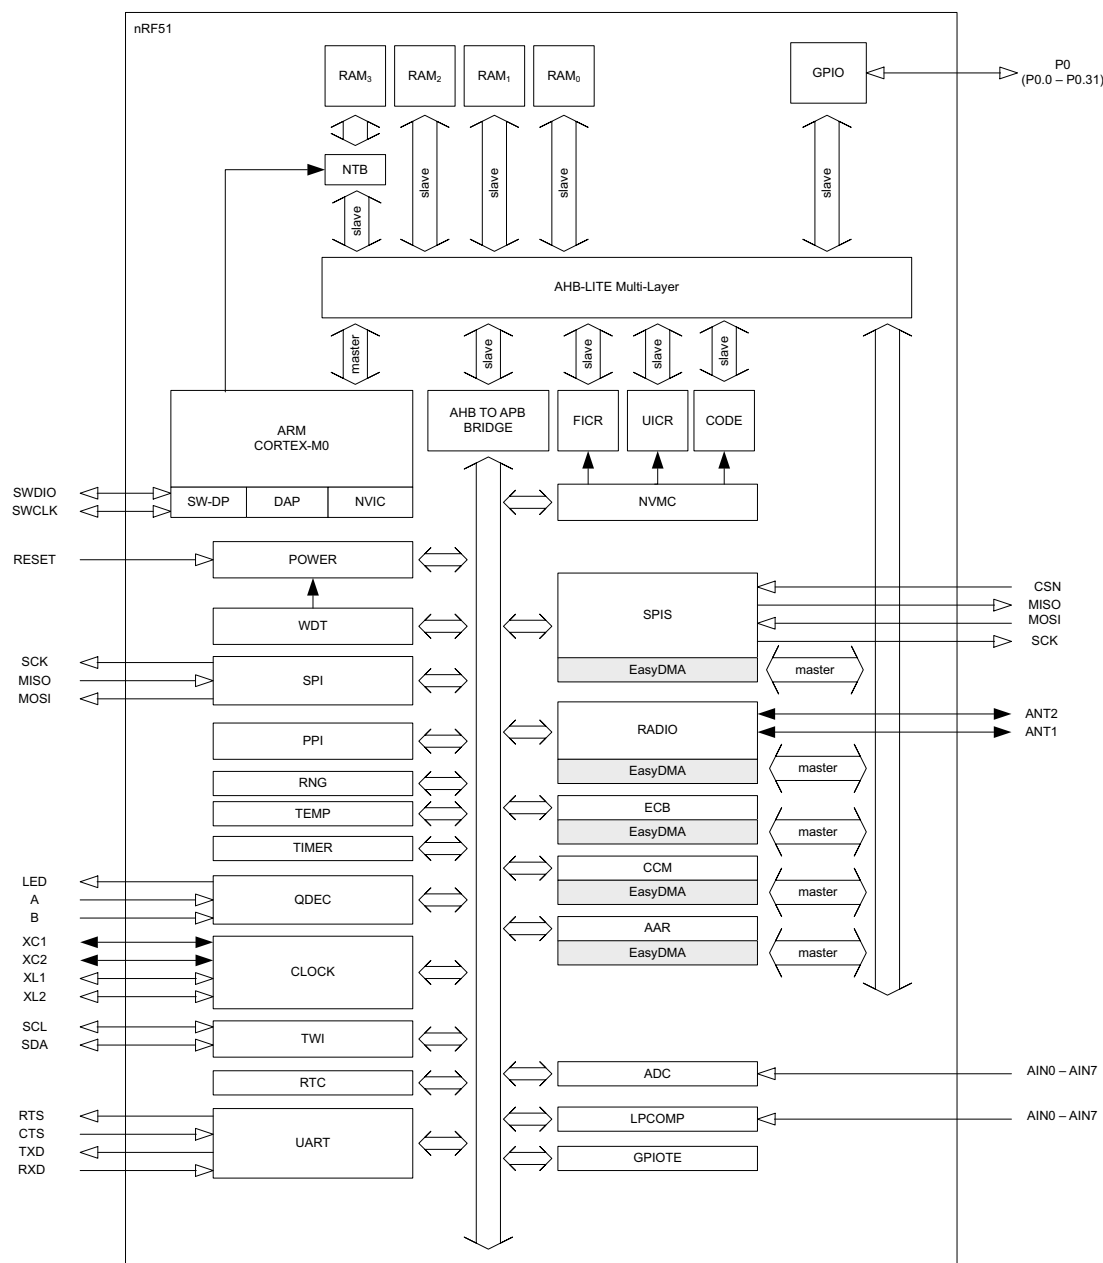 nRF51
RAM3
RAM2
RAM1
RAM0
GPIO
P0
(P0.0 – P0.31)
NTB
slave
slave
slave
slave
slave
AHB-LITE Multi-Layer
master
slave
slave
slave
slave
ARM
CORTEX-M0
AHB TO APB
BRIDGE
FICR
UICR
CODE
SWDIO
SWCLK
SW-DP
DAP
NVIC
NVMC
RESET
POWER
WDT
SPIS
CSN
MISO
MOSI
SCK
EasyDMA
master
SCK
MISO
MOSI
SPI
RADIO
ANT2
ANT1
EasyDMA
master
PPI
RNG
TEMP
TIMER
ECB
EasyDMA
master
CCM
EasyDMA
master
LED
A
B
QDEC
AAR
EasyDMA
master
XC1
XC2
XL1
XL2
CLOCK
SCL
SDA
TWI
RTC
ADC
AIN0 – AIN7
RTS
CTS
TXD
RXD
UART
LPCOMP
AIN0 – AIN7
GPIOTE